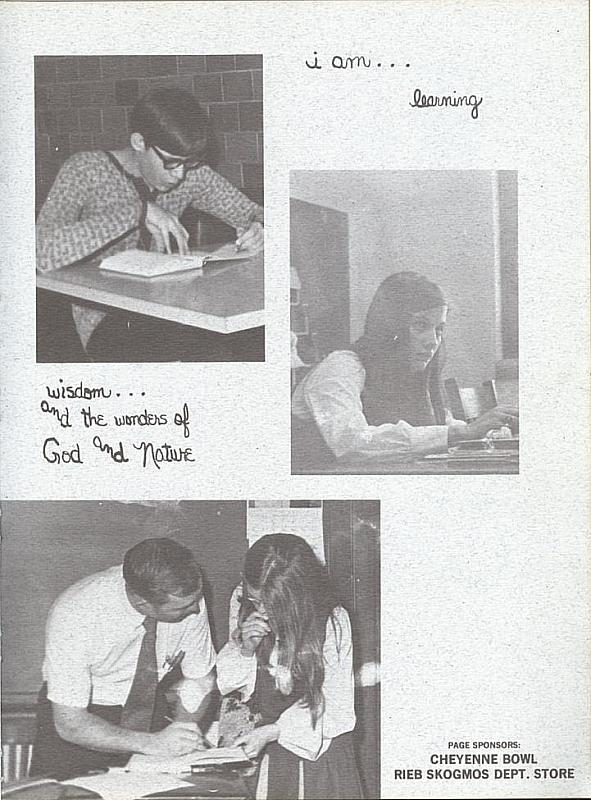 i am...
learning
wisdom...
and the wonders of
God and Nature
PAGE SPONSORS:
CHEYENNE BOWL
RIEB SKOGMOS DEPT. STORE